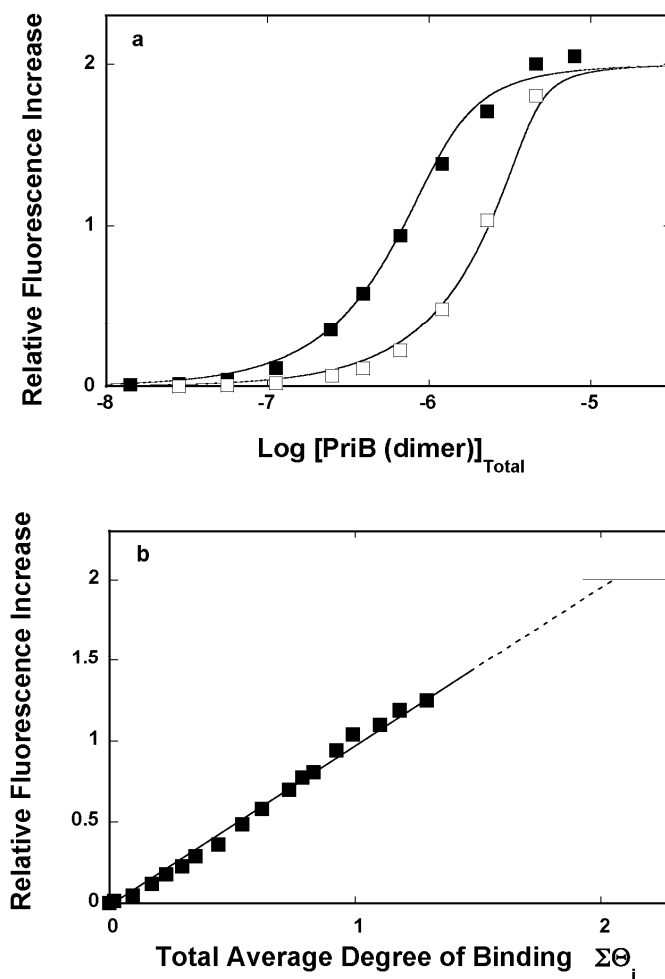 a
Relative Fluorescence Increase
2
1
0
-8 -7 -6 -5
Log [PriB (dimer)]Total
b
Relative Fluorescence Increase
2
1.5
1
0.5
0
0 1 2
Total Average Degree of Binding ΣΘi